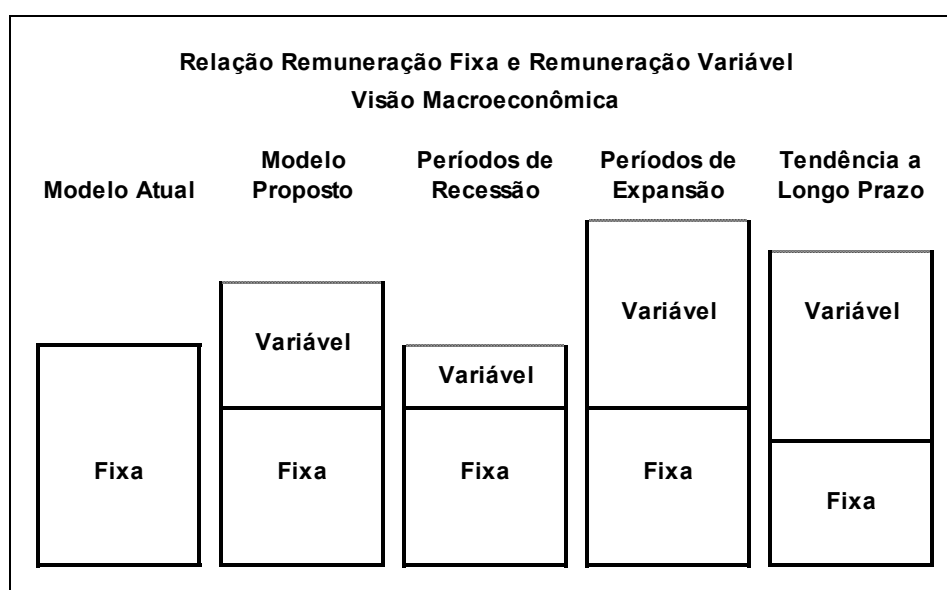 Relação Remuneração Fixa e Remuneração Variável
Visão Macroeconômica
Modelo Atual
Modelo
Proposto
Períodos de
Recessão
Períodos de
Expansão
Tendência a
Longo Prazo
Fixa
Variável
Fixa
Variável
Fixa
Variável
Fixa
Variável
Fixa